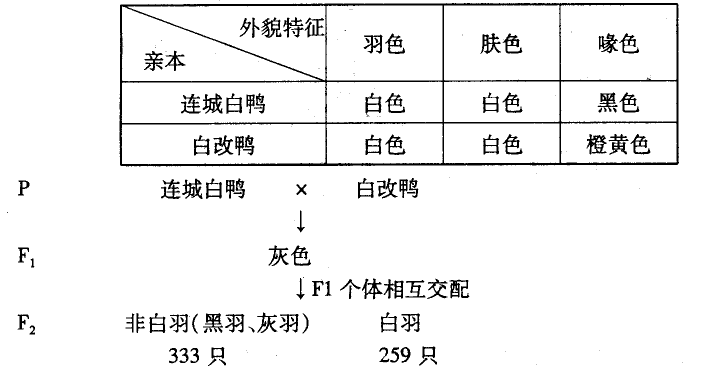 外貌特征
亲本
羽色 肤色 喙色
连城白鸭 白色 白色 黑色
白改鸭 白色 白色 橙黄色
P 连城白鸭 × 白改鸭
↓
F₁ 灰色
↓F1 个体相互交配
F₂ 非白羽(黑羽、灰羽) 白羽
333 只 259 只